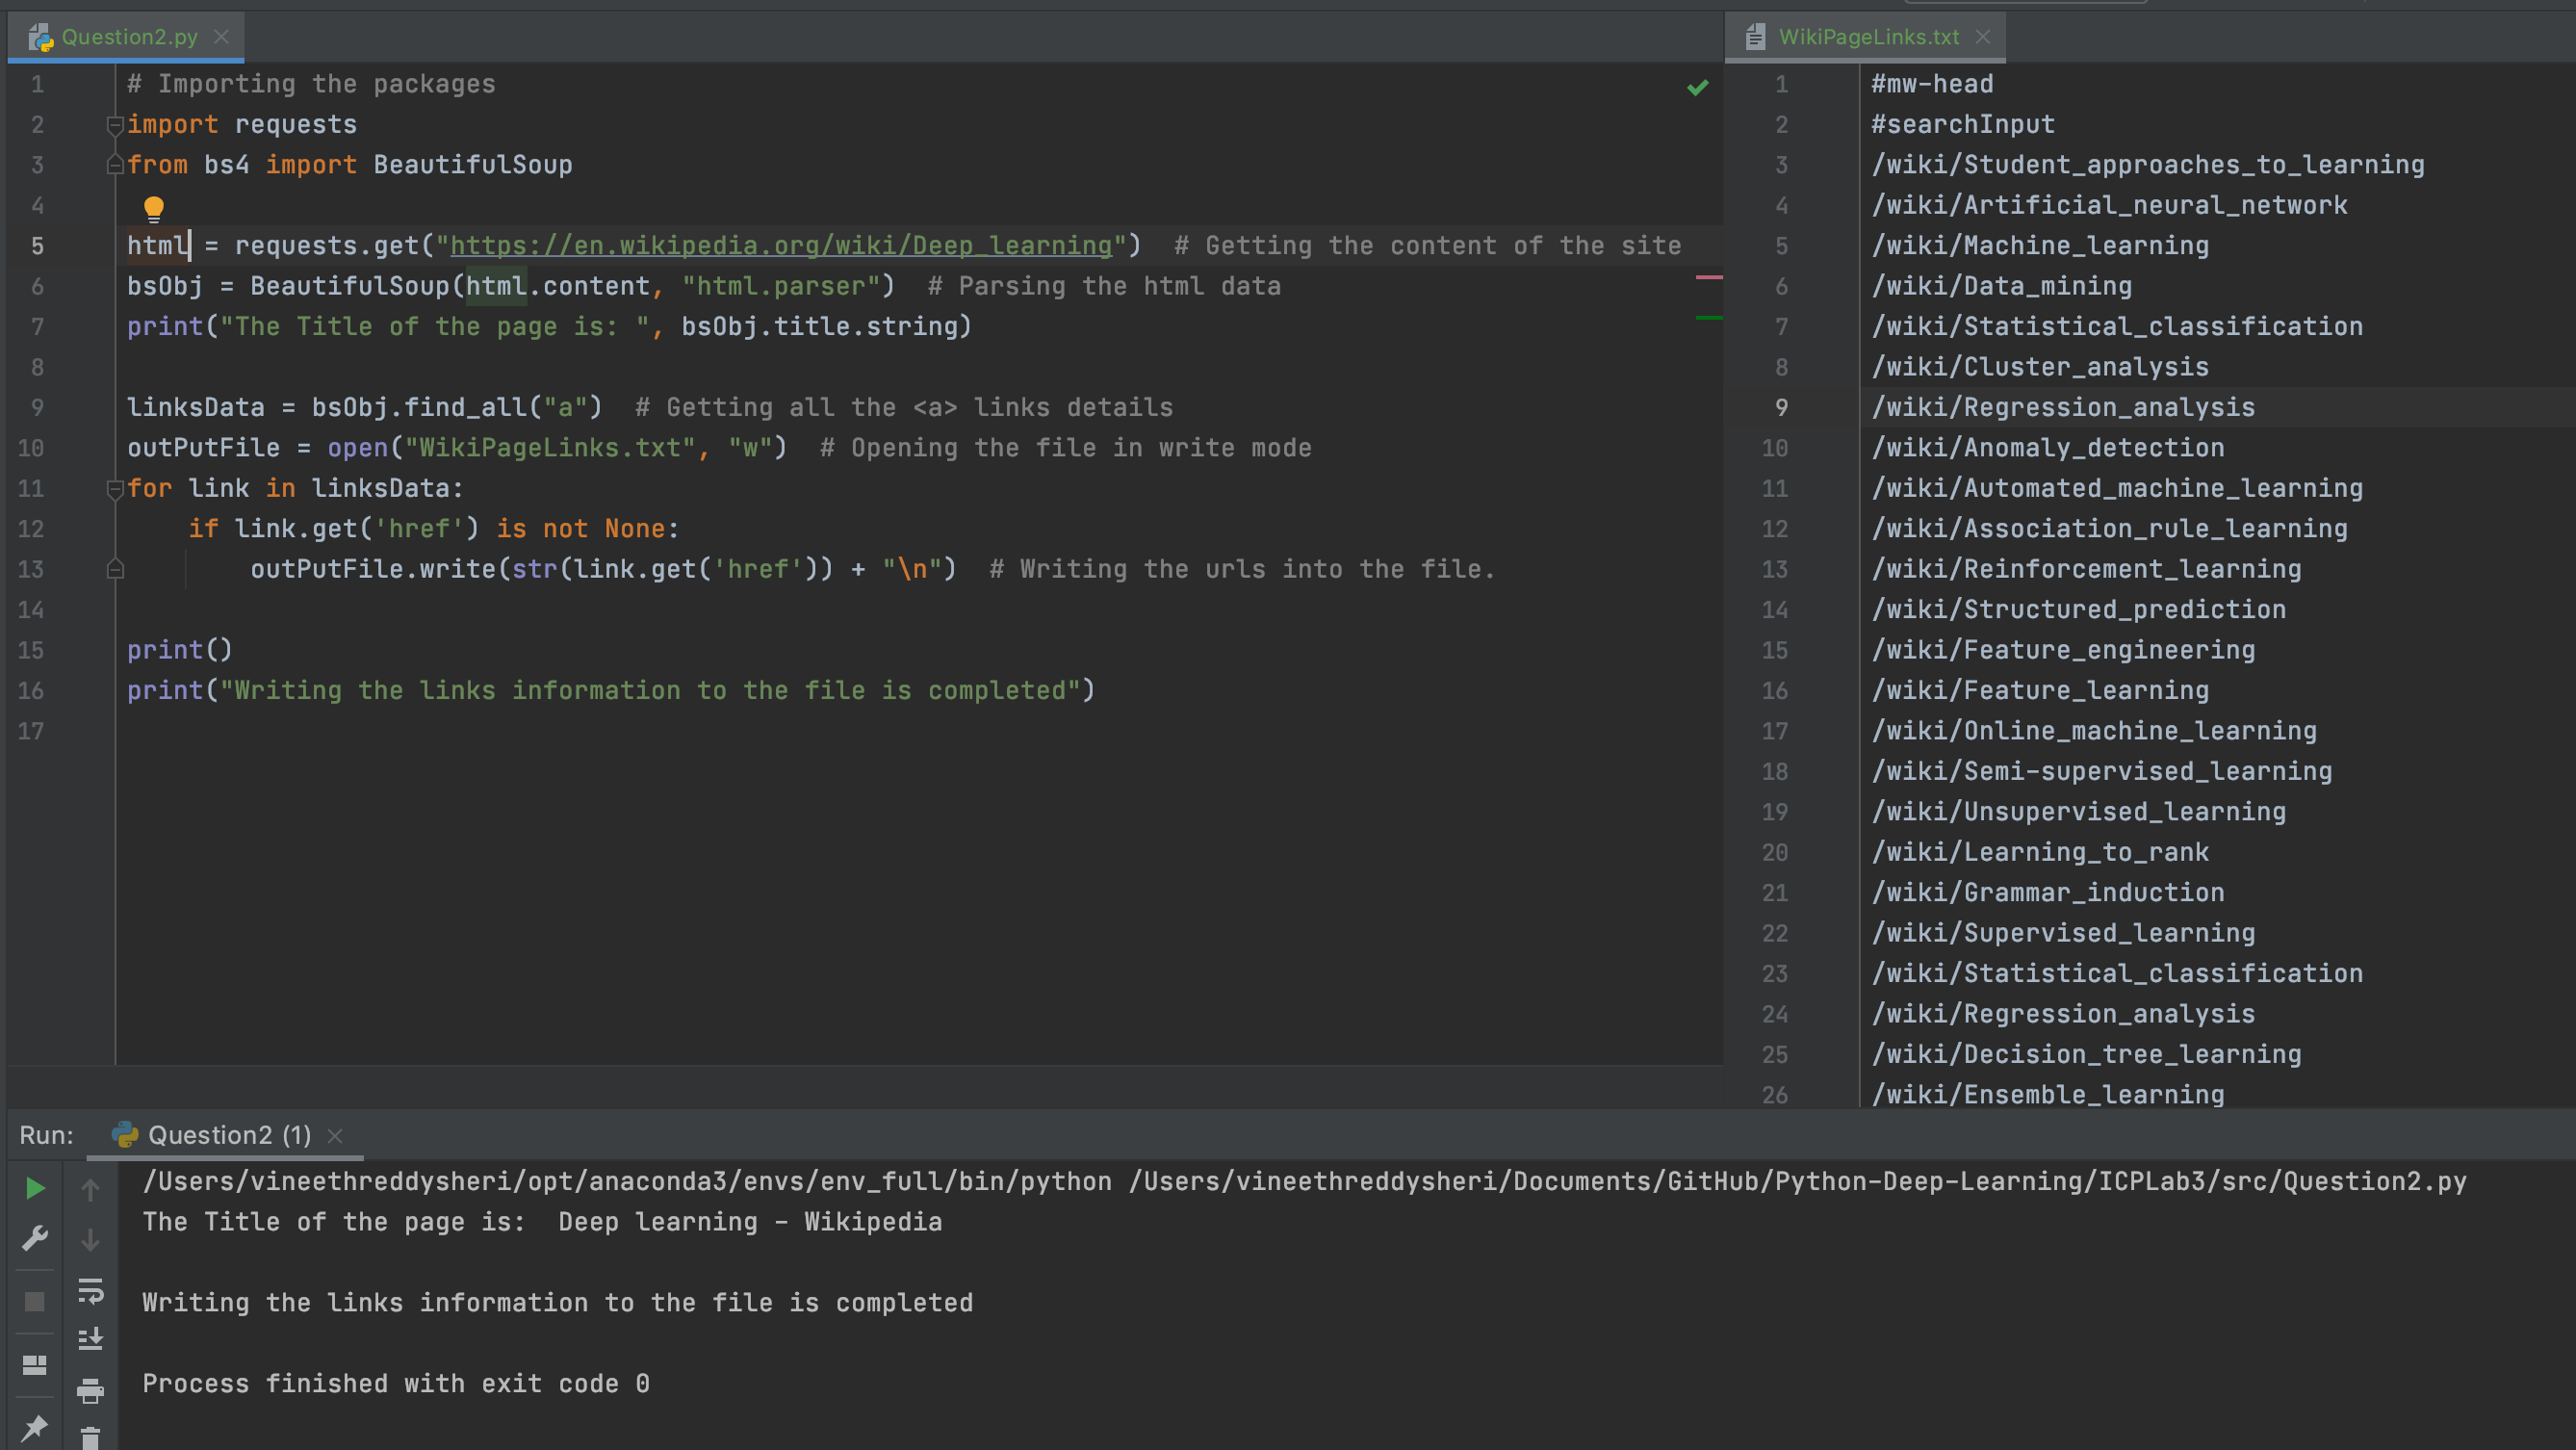 Question2.py
1 # Importing the packages
2 import requests
3 from bs4 import BeautifulSoup
4
5 html = requests.get("https://en.wikipedia.org/wiki/Deep_learning")  # Getting the content of the site
6 bsObj = BeautifulSoup(html.content, "html.parser")  # Parsing the html data
7 print("The Title of the page is: ", bsObj.title.string)
8
9 linksData = bsObj.find_all("a")  # Getting all the <a> links details
10 outPutFile = open("WikiPageLinks.txt", "w")  # Opening the file in write mode
11 for link in linksData:
12     if link.get('href') is not None:
13         outPutFile.write(str(link.get('href')) + "\n")  # Writing the urls into the file.
14
15 print()
16 print("Writing the links information to the file is completed")
17
WikiPageLinks.txt
1 #mw-head
2 #searchInput
3 /wiki/Student_approaches_to_learning
4 /wiki/Artificial_neural_network
5 /wiki/Machine_learning
6 /wiki/Data_mining
7 /wiki/Statistical_classification
8 /wiki/Cluster_analysis
9 /wiki/Regression_analysis
10 /wiki/Anomaly_detection
11 /wiki/Automated_machine_learning
12 /wiki/Association_rule_learning
13 /wiki/Reinforcement_learning
14 /wiki/Structured_prediction
15 /wiki/Feature_engineering
16 /wiki/Feature_learning
17 /wiki/Online_machine_learning
18 /wiki/Semi-supervised_learning
19 /wiki/Unsupervised_learning
20 /wiki/Learning_to_rank
21 /wiki/Grammar_induction
22 /wiki/Supervised_learning
23 /wiki/Statistical_classification
24 /wiki/Regression_analysis
25 /wiki/Decision_tree_learning
26 /wiki/Ensemble_learning
Run: Question2 (1)
/Users/vineethreddysheri/opt/anaconda3/envs/env_full/bin/python /Users/vineethreddysheri/Documents/GitHub/Python-Deep-Learning/ICPLab3/src/Question2.py
The Title of the page is:  Deep learning - Wikipedia
Writing the links information to the file is completed
Process finished with exit code 0